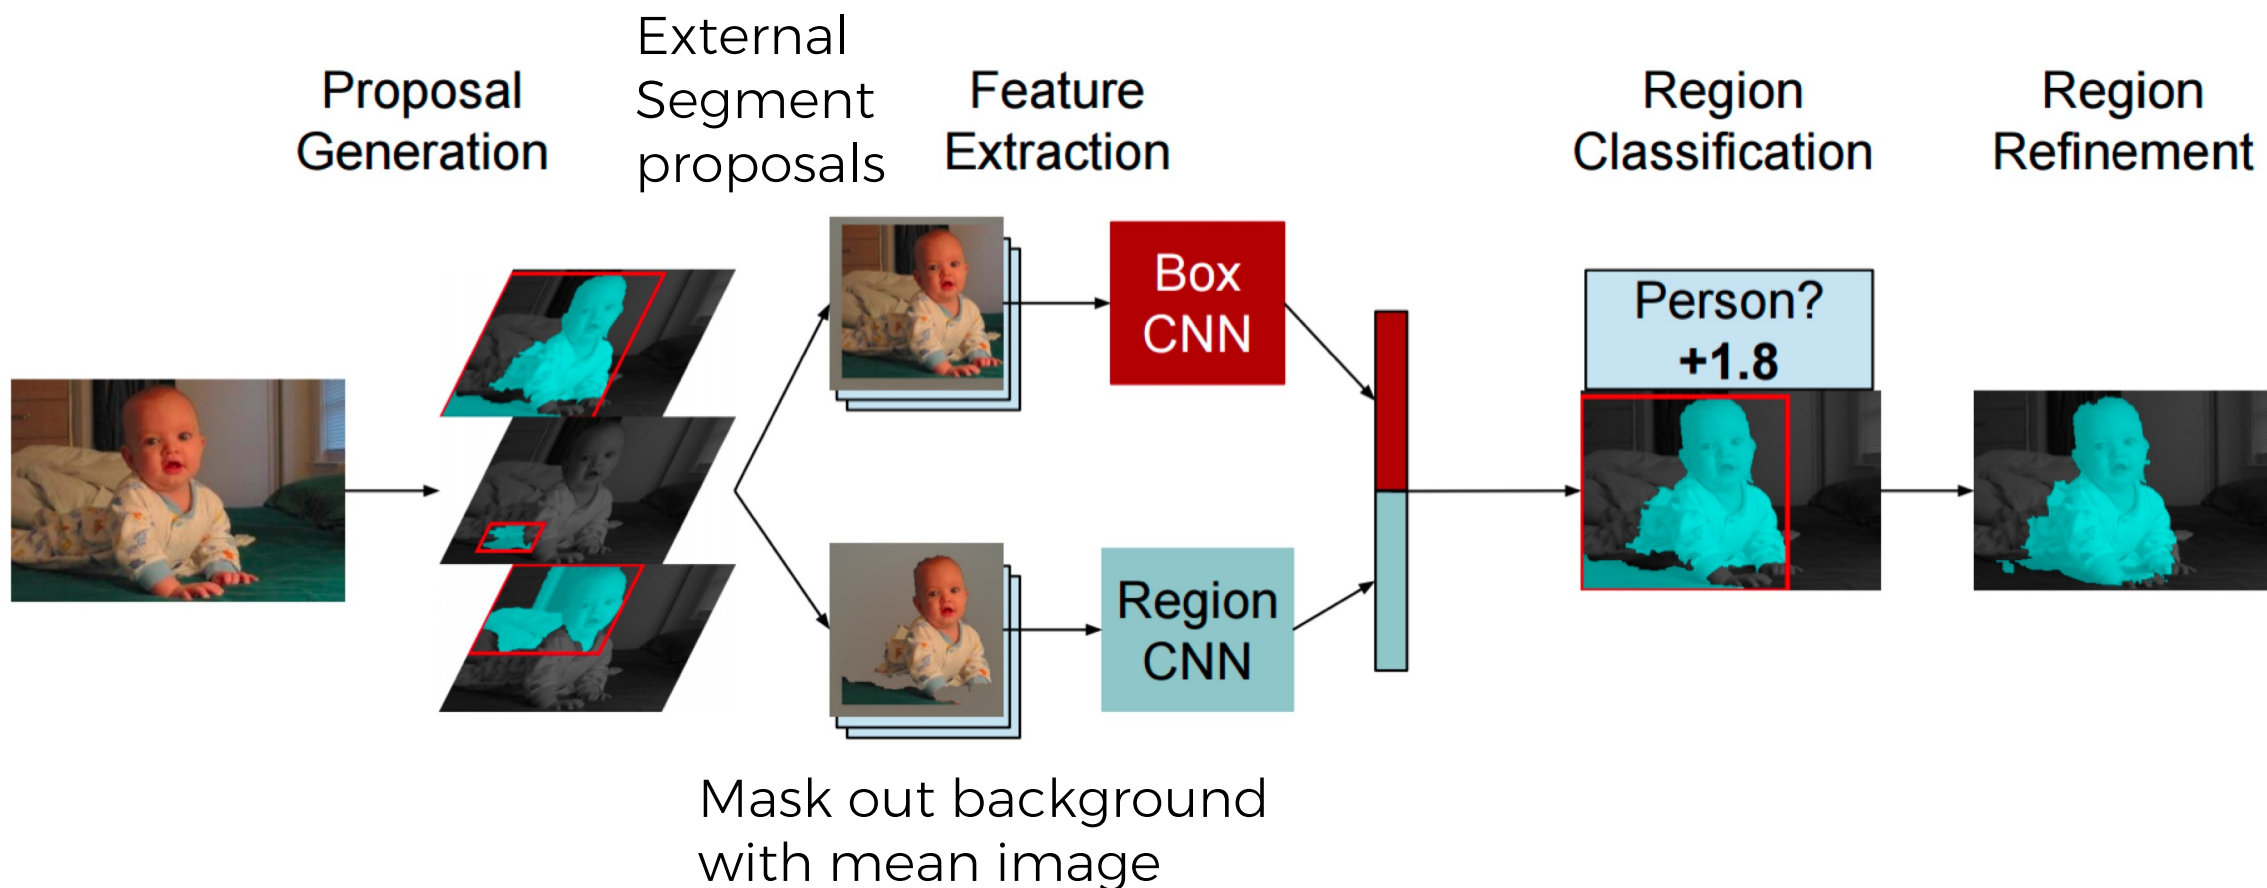 Proposal
Generation
External
Segment
proposals
Feature
Extraction
Region
Classification
Region
Refinement
Box
CNN
Person?
+1.8
Region
CNN
Mask out background
with mean image